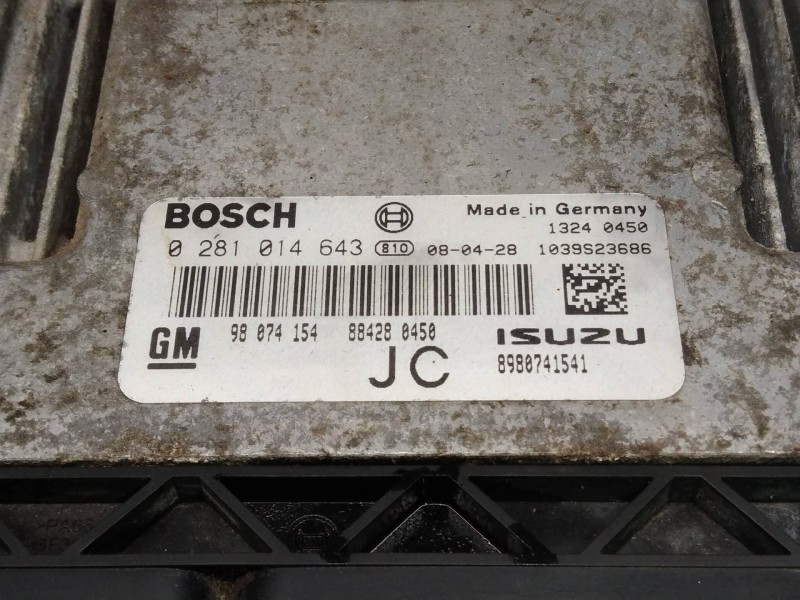 BOSCH Made in Germany
1324 0450
0 281 014 643 810 08-04-28 1039S23686
GM 98 074 154 88428 0450 ISUZU
JC 8980741541